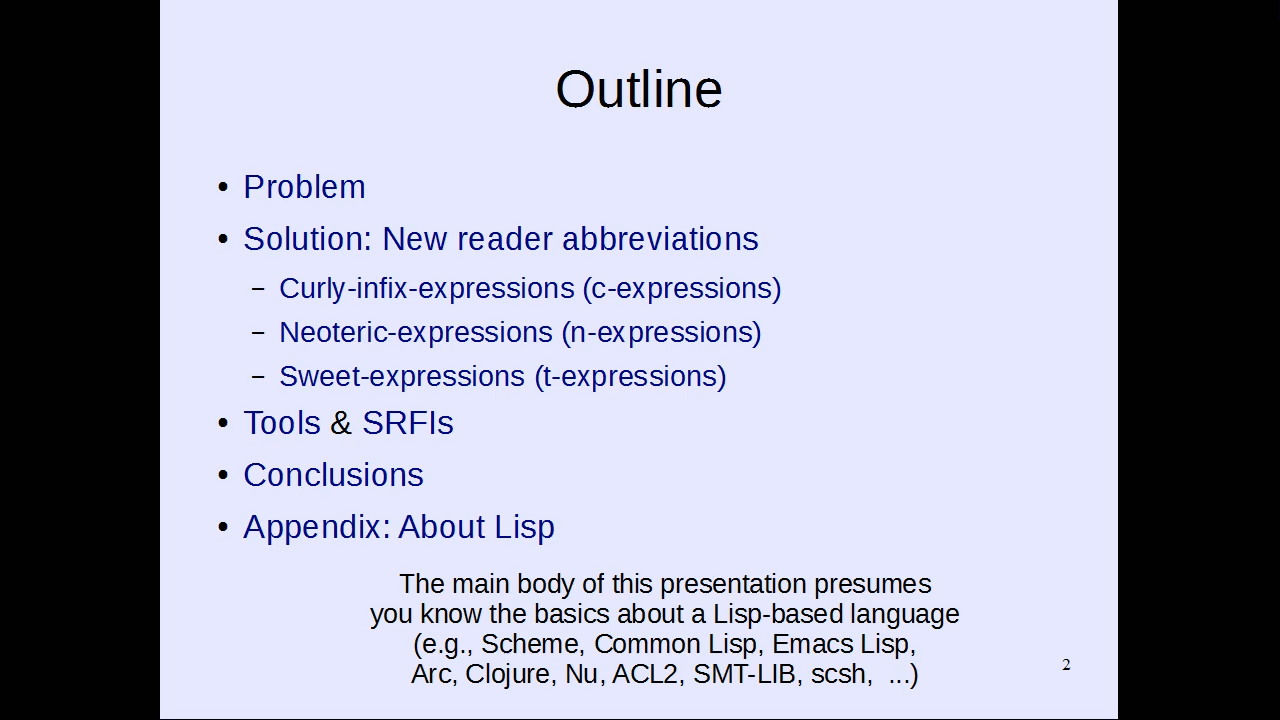 Outline
• Problem
• Solution: New reader abbreviations
– Curly-infix-expressions (c-expressions)
– Neoteric-expressions (n-expressions)
– Sweet-expressions (t-expressions)
• Tools & SRFIs
• Conclusions
• Appendix: About Lisp
The main body of this presentation presumes
you know the basics about a Lisp-based language
(e.g., Scheme, Common Lisp, Emacs Lisp,
Arc, Clojure, Nu, ACL2, SMT-LIB, scsh, ...)
2